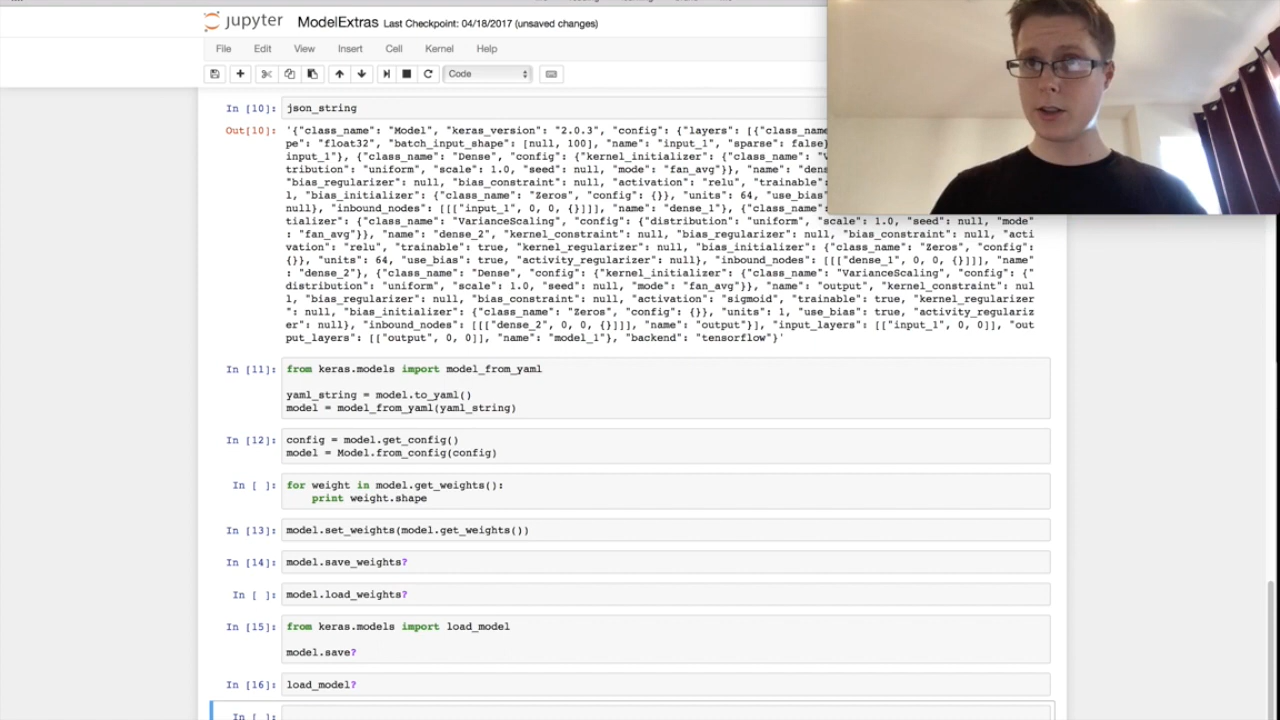 jupyter ModelExtras Last Checkpoint: 04/18/2017 (unsaved changes)
File Edit View Insert Cell Kernel Help
Code
In [10]: json_string
Out[10]: '{"class_name": "Model", "keras_version": "2.0.3", "config": {"layers": [{"class_
pe": "float32", "batch_input_shape": [null, 100], "name": "input_1", "sparse": false}
input_1"}, {"class_name": "Dense", "config": {"kernel_initializer": {"class_name": "V
tribution": "uniform", "scale": 1.0, "seed": null, "mode": "fan_avg"}}, "name": "den
"bias_regularizer": null, "bias_constraint": null, "activation": "relu", "trainable":
l, "bias_initializer": {"class_name": "Zeros", "config": {}}, "units": 64, "use_bias"
null}, "inbound_nodes": [[["input_1", 0, 0, {}]]], "name": "dense_1"}, {"class_name":
tializer": {"class_name": "VarianceScaling", "config": {"distribution": "uniform", "scale": 1.0, "seed": null, "mode"
: "fan_avg"}}, "name": "dense_2", "kernel_constraint": null, "bias_regularizer": null, "bias_constraint": null, "acti
vation": "relu", "trainable": true, "kernel_regularizer": null, "bias_initializer": {"class_name": "Zeros", "config":
{}}, "units": 64, "use_bias": true, "activity_regularizer": null}, "inbound_nodes": [[["dense_1", 0, 0, {}]]], "name"
: "dense_2"}, {"class_name": "Dense", "config": {"kernel_initializer": {"class_name": "VarianceScaling", "config": {"
distribution": "uniform", "scale": 1.0, "seed": null, "mode": "fan_avg"}}, "name": "output", "kernel_constraint": nul
l, "bias_regularizer": null, "bias_constraint": null, "activation": "sigmoid", "trainable": true, "kernel_regularizer
": null, "bias_initializer": {"class_name": "Zeros", "config": {}}, "units": 1, "use_bias": true, "activity_regulariz
er": null}, "inbound_nodes": [[["dense_2", 0, 0, {}]]], "name": "output"}], "input_layers": [["input_1", 0, 0]], "out
put_layers": [["output", 0, 0]], "name": "model_1"}, "backend": "tensorflow"}'
In [11]: from keras.models import model_from_yaml
yaml_string = model.to_yaml()
model = model_from_yaml(yaml_string)
In [12]: config = model.get_config()
model = Model.from_config(config)
In [ ]: for weight in model.get_weights():
print weight.shape
In [13]: model.set_weights(model.get_weights())
In [14]: model.save_weights?
In [ ]: model.load_weights?
In [15]: from keras.models import load_model
model.save?
In [16]: load_model?
In [ ]: